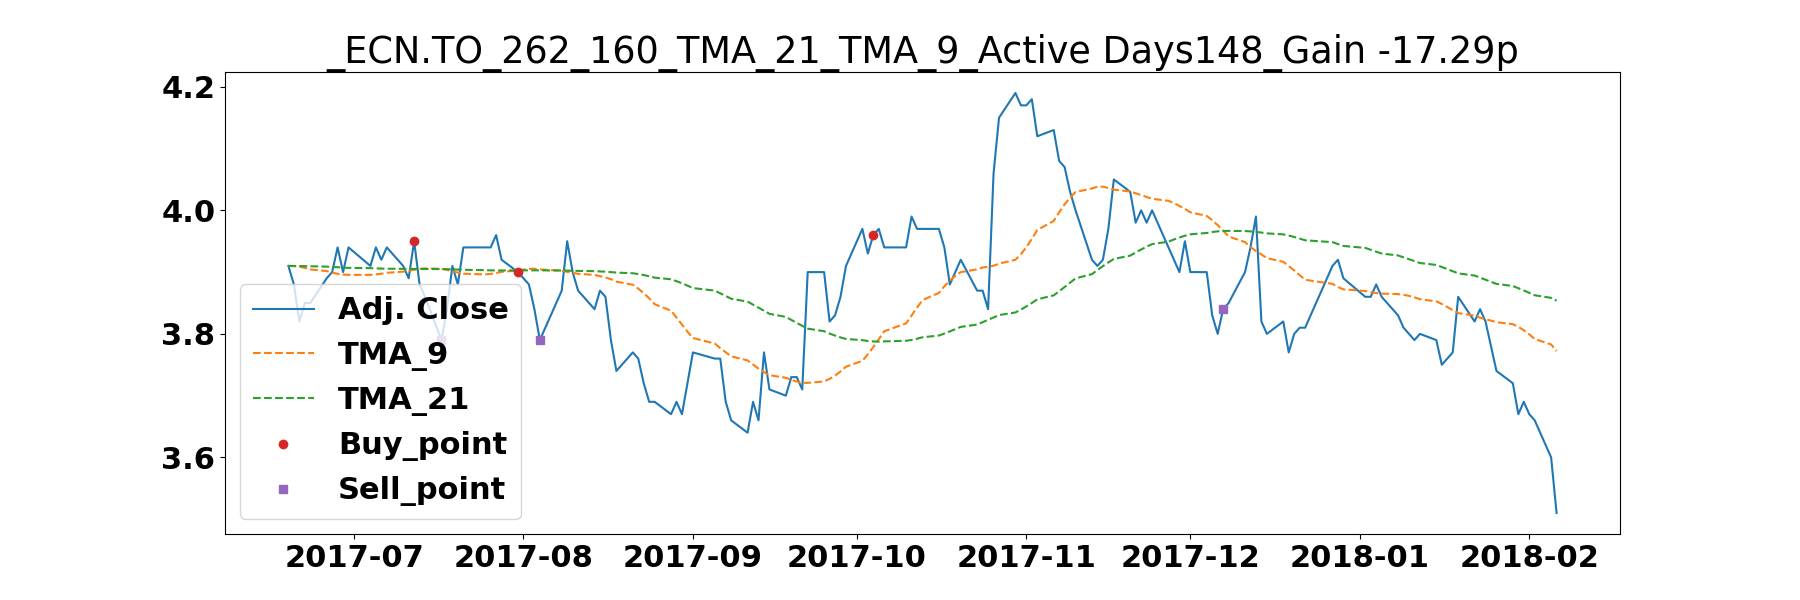 _ECN.TO_262_160_TMA_21_TMA_9_Active Days148_Gain -17.29p
4.2
4.0
3.8
3.6
Adj. Close
TMA_9
TMA_21
Buy_point
Sell_point
2017-07 2017-08 2017-09 2017-10 2017-11 2017-12 2018-01 2018-02